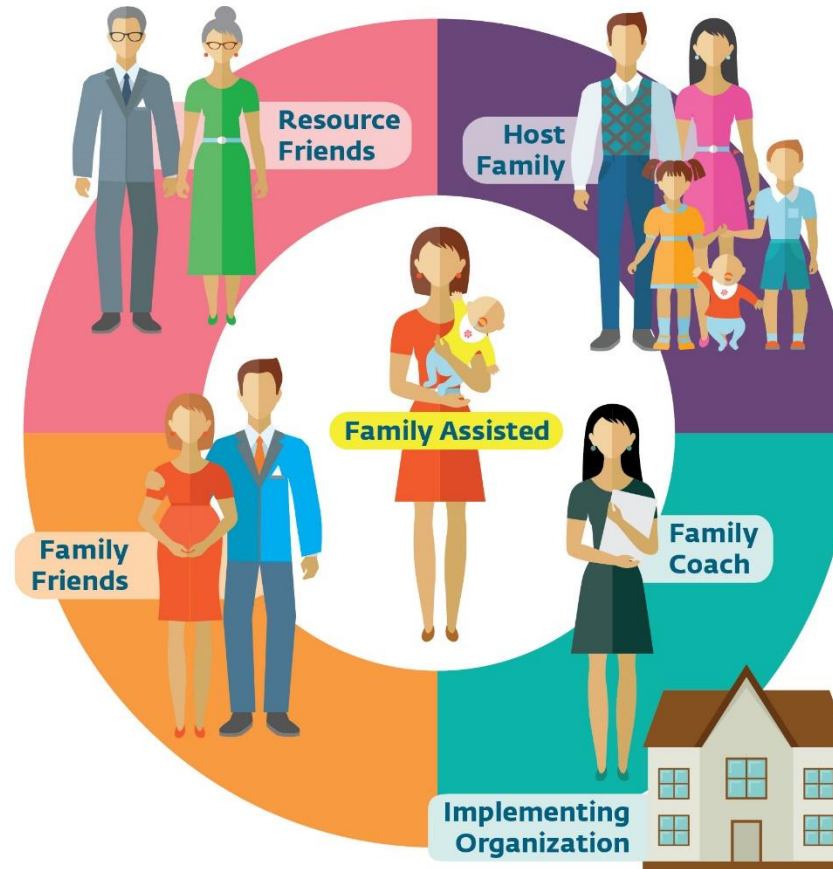 Resource
Friends
Host
Family
Family Assisted
Family
Friends
Family
Coach
Implementing
Organization